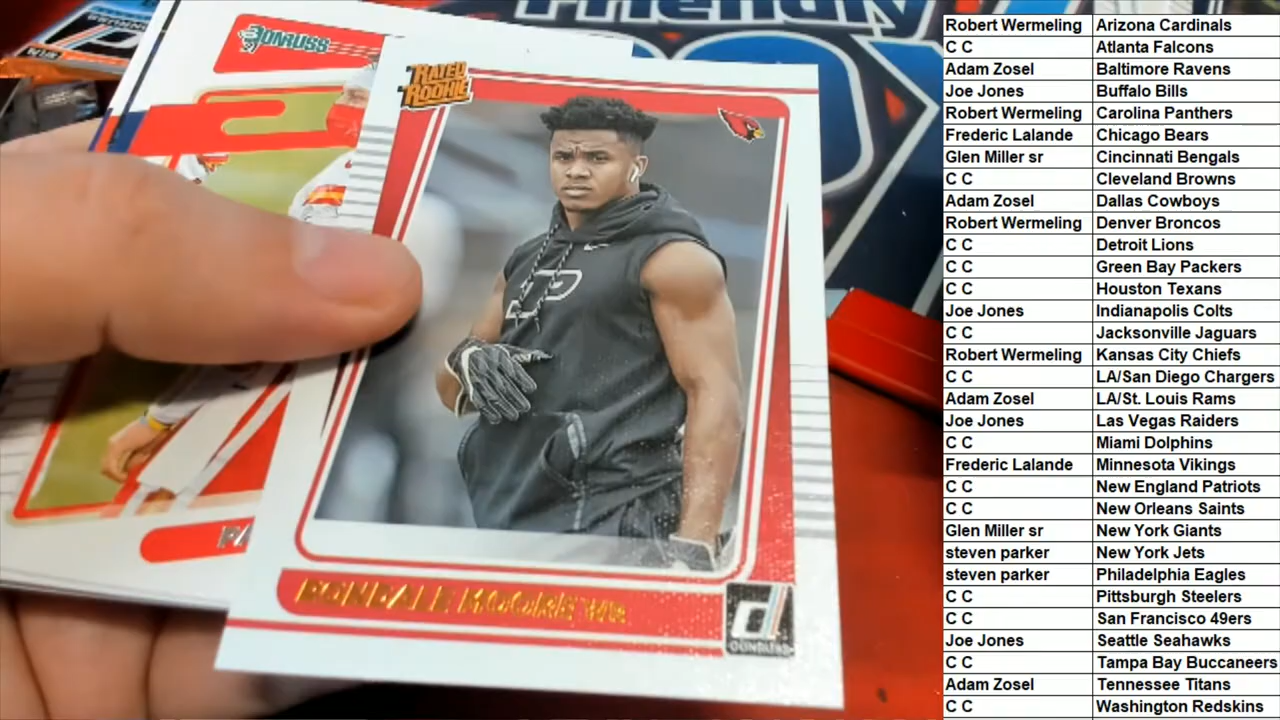 Friendly
DONRUSS
RATED
ROOKIE
P
RONDALE MOORE WR
DONRUSS
Robert Wermeling Arizona Cardinals
C C Atlanta Falcons
Adam Zosel Baltimore Ravens
Joe Jones Buffalo Bills
Robert Wermeling Carolina Panthers
Frederic Lalande Chicago Bears
Glen Miller sr Cincinnati Bengals
C C Cleveland Browns
Adam Zosel Dallas Cowboys
Robert Wermeling Denver Broncos
C C Detroit Lions
C C Green Bay Packers
C C Houston Texans
Joe Jones Indianapolis Colts
C C Jacksonville Jaguars
Robert Wermeling Kansas City Chiefs
C C LA/San Diego Chargers
Adam Zosel LA/St. Louis Rams
Joe Jones Las Vegas Raiders
C C Miami Dolphins
Frederic Lalande Minnesota Vikings
C C New England Patriots
C C New Orleans Saints
Glen Miller sr New York Giants
steven parker New York Jets
steven parker Philadelphia Eagles
C C Pittsburgh Steelers
C C San Francisco 49ers
Joe Jones Seattle Seahawks
C C Tampa Bay Buccaneers
Adam Zosel Tennessee Titans
C C Washington Redskins